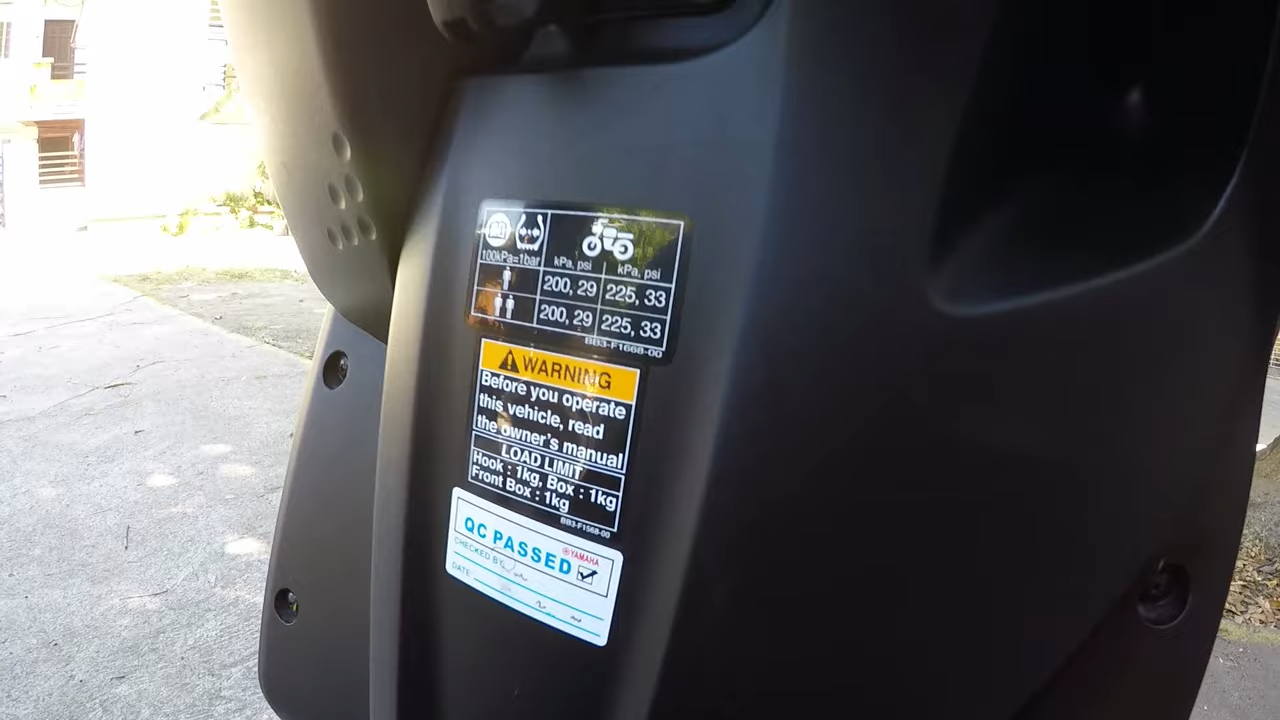 100kPa=1bar
kPa, psi kPa, psi
200, 29 225, 33
200, 29 225, 33
BB3-F1668-00
WARNING
Before you operate
this vehicle, read
the owner's manual
LOAD LIMIT
Hook : 1kg, Box : 1kg
Front Box : 1kg
BB3-F1568-00
YAMAHA
QC PASSED
CHECKED BY
DATE